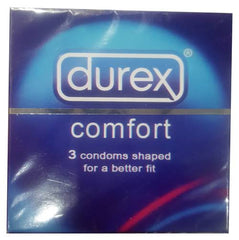 durex
comfort
3 condoms shaped
for a better fit